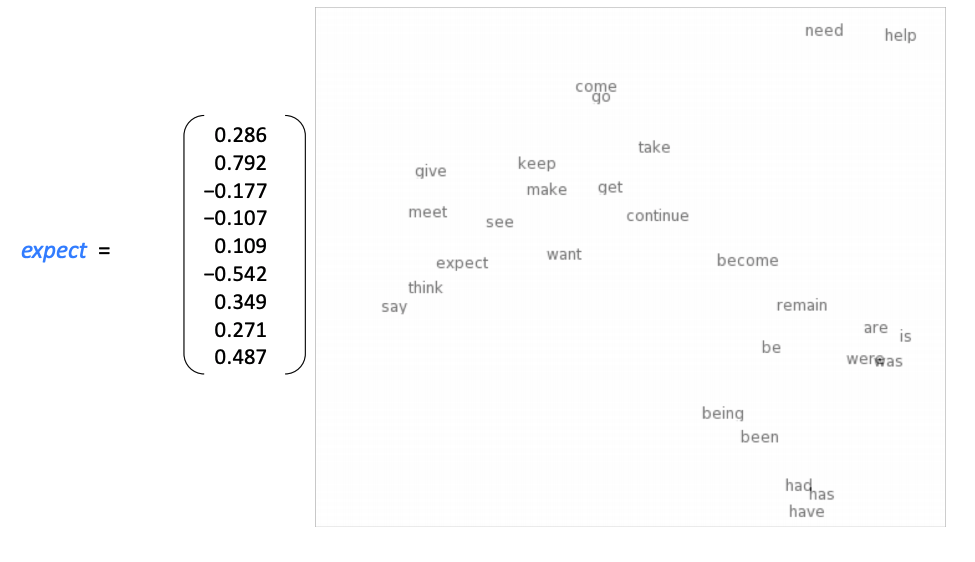 need help
come
go
take
give keep
make get
meet see continue
expect want become
think
say remain
are is
be were was
being
been
had has
have
expect =
0.286
0.792
−0.177
−0.107
0.109
−0.542
0.349
0.271
0.487